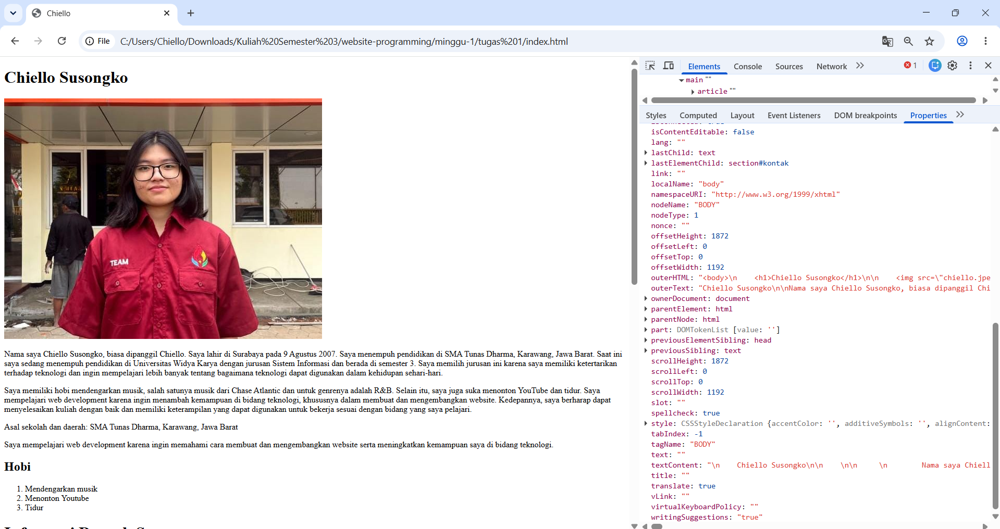 Chiello
File
C:/Users/Chiello/Downloads/Kuliah%20Semester%203/website-programming/minggu-1/tugas%201/index.html
Chiello Susongko
TEAM
Nama saya Chiello Susongko, biasa dipanggil Chiello. Saya lahir di Surabaya pada 9 Agustus 2007. Saya menempuh pendidikan di SMA Tunas Dharma, Karawang, Jawa Barat. Saat ini
saya sedang menempuh pendidikan di Universitas Widya Karya dengan jurusan Sistem Informasi dan berada di semester 3. Saya memilih jurusan ini karena saya memiliki ketertarikan
terhadap teknologi dan ingin mempelajari lebih banyak tentang bagaimana teknologi dapat digunakan dalam kehidupan sehari-hari.
Saya memiliki hobi mendengarkan musik, salah satunya musik dari Chase Atlantic dan untuk genrenya adalah R&B. Selain itu, saya juga suka menonton YouTube dan tidur. Saya
mempelajari web development karena ingin menambah kemampuan di bidang teknologi, khususnya dalam membuat dan mengembangkan website. Kedepannya, saya berharap dapat
menyelesaikan kuliah dengan baik dan memiliki keterampilan yang dapat digunakan untuk bekerja sesuai dengan bidang yang saya pelajari.
Asal sekolah dan daerah: SMA Tunas Dharma, Karawang, Jawa Barat
Saya mempelajari web development karena ingin memahami cara membuat dan mengembangkan website serta meningkatkan kemampuan saya di bidang teknologi.
Hobi
1. Mendengarkan musik
2. Menonton Youtube
3. Tidur
Elements Console Sources Network 1
main ""
article ""
Styles Computed Layout Event Listeners DOM breakpoints Properties
isContentEditable: false
lang: ""
lastChild: text
lastElementChild: section#kontak
link: ""
localName: "body"
namespaceURI: "http://www.w3.org/1999/xhtml"
nodeName: "BODY"
nodeType: 1
nonce: ""
offsetHeight: 1872
offsetLeft: 0
offsetTop: 0
offsetWidth: 1192
outerHTML: "<body>\n    <h1>Chiello Susongko</h1>\n\n    <img src=\"chiello.jpe
outerText: "Chiello Susongko\n\nNama saya Chiello Susongko, biasa dipanggil Chi
ownerDocument: document
parentElement: html
parentNode: html
part: DOMTokenList [value: '']
previousElementSibling: head
previousSibling: text
scrollHeight: 1872
scrollLeft: 0
scrollTop: 0
scrollWidth: 1192
slot: ""
spellcheck: true
style: CSSStyleDeclaration {accentColor: '', additiveSymbols: '', alignContent:
tabIndex: -1
tagName: "BODY"
text: ""
textContent: "\n    Chiello Susongko\n\n    \n\n     \n        Nama saya Chiell
title: ""
translate: true
vLink: ""
virtualKeyboardPolicy: ""
writingSuggestions: "true"